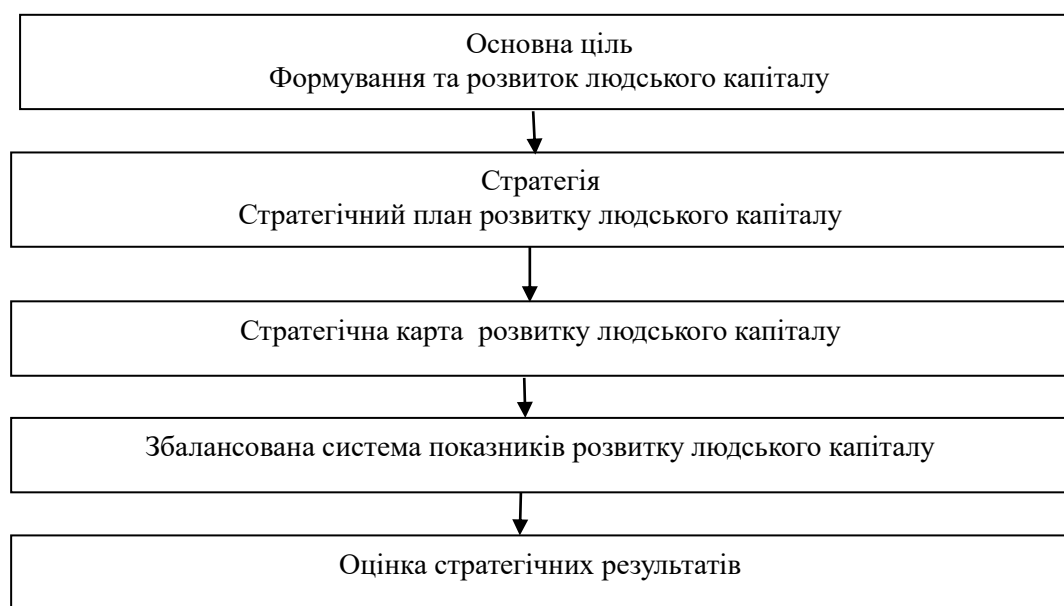 Основна ціль
Формування та розвиток людського капіталу
Стратегія
Стратегічний план розвитку людського капіталу
Стратегічна карта  розвитку людського капіталу
Збалансована система показників розвитку людського капіталу
Оцінка стратегічних результатів